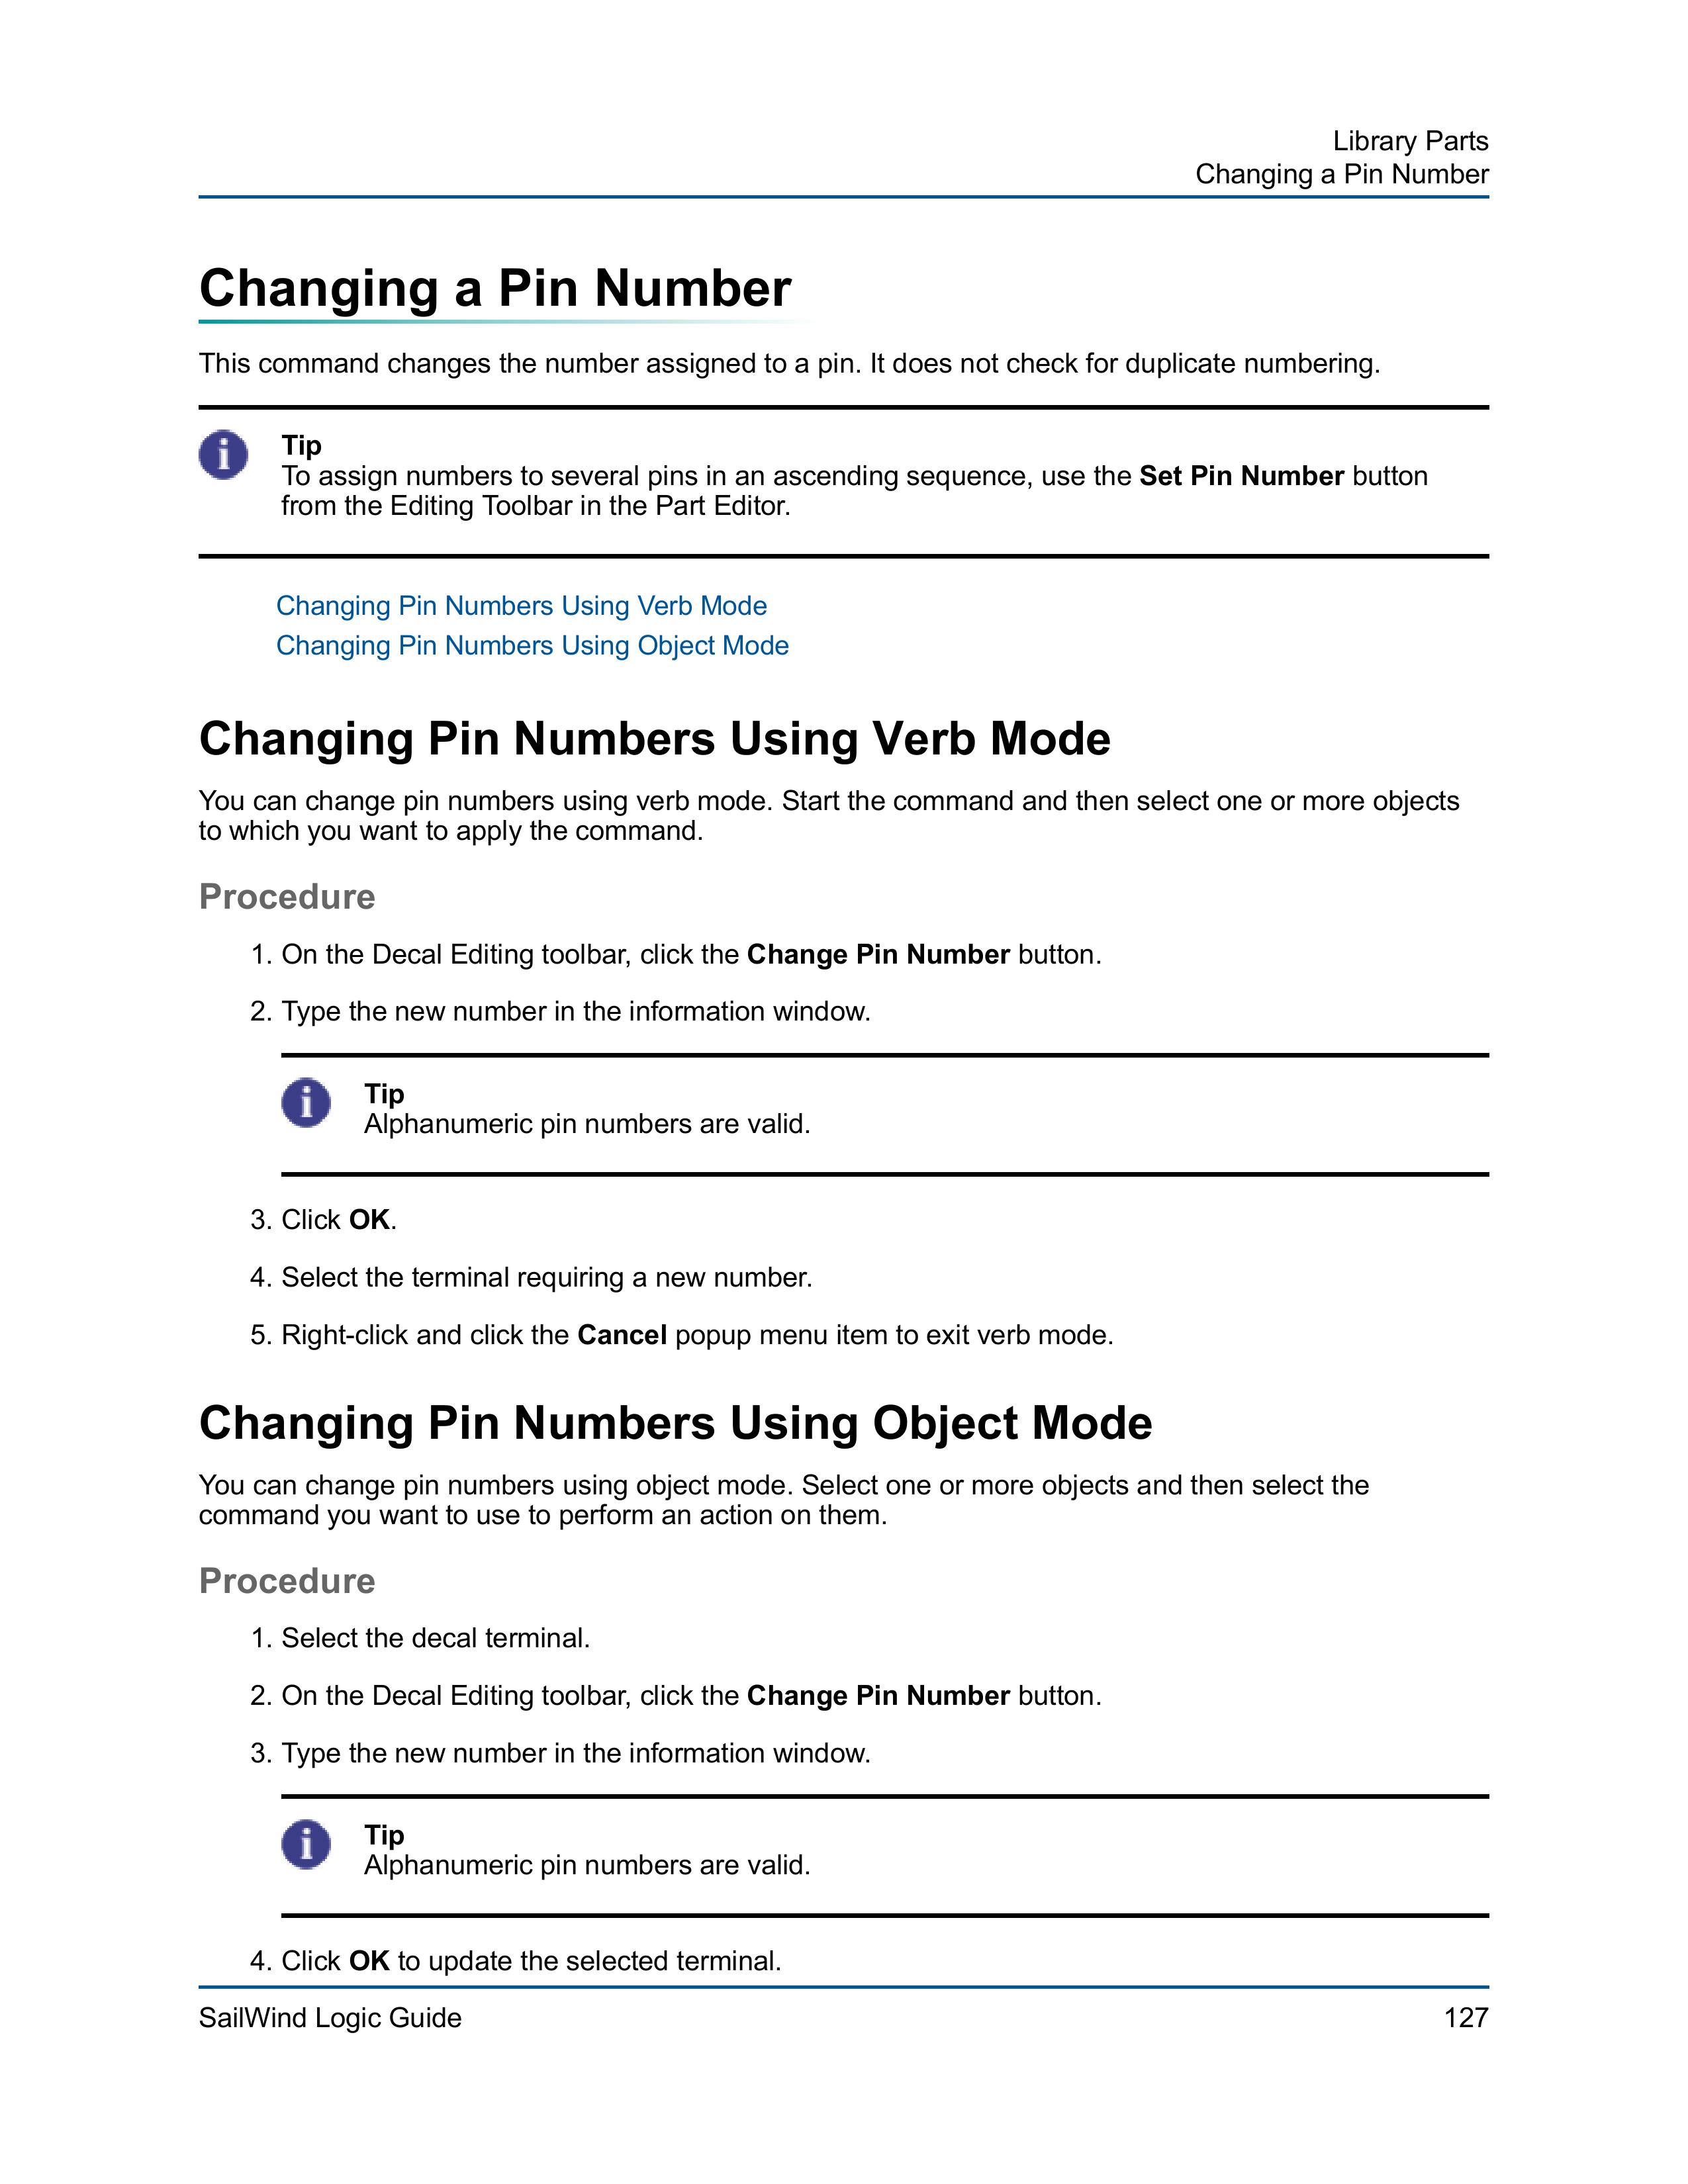 Library Parts
Changing a Pin Number
Changing a Pin Number
This command changes the number assigned to a pin. It does not check for duplicate numbering.
Tip
To assign numbers to several pins in an ascending sequence, use the Set Pin Number button
from the Editing Toolbar in the Part Editor.
Changing Pin Numbers Using Verb Mode
Changing Pin Numbers Using Object Mode
Changing Pin Numbers Using Verb Mode
You can change pin numbers using verb mode. Start the command and then select one or more objects
to which you want to apply the command.
Procedure
1. On the Decal Editing toolbar, click the Change Pin Number button.
2. Type the new number in the information window.
Tip
Alphanumeric pin numbers are valid.
3. Click OK.
4. Select the terminal requiring a new number.
5. Right-click and click the Cancel popup menu item to exit verb mode.
Changing Pin Numbers Using Object Mode
You can change pin numbers using object mode. Select one or more objects and then select the
command you want to use to perform an action on them.
Procedure
1. Select the decal terminal.
2. On the Decal Editing toolbar, click the Change Pin Number button.
3. Type the new number in the information window.
Tip
Alphanumeric pin numbers are valid.
4. Click OK to update the selected terminal.
SailWind Logic Guide 127